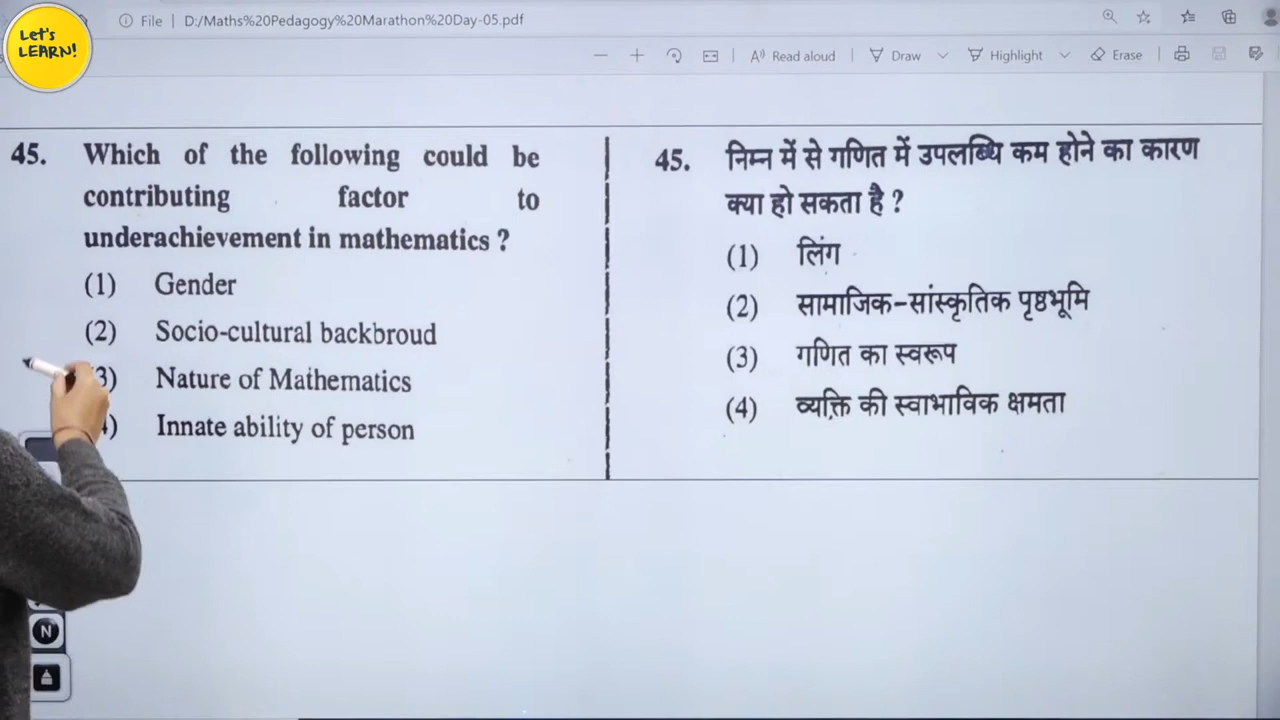 Let's
LEARN!
File | D:/Maths%20Pedagogy%20Marathon%20Day-05.pdf
Read aloud
Draw
Highlight
Erase
45. Which of the following could be
contributing factor to
underachievement in mathematics ?
(1) Gender
(2) Socio-cultural backbroud
3) Nature of Mathematics
) Innate ability of person
45. निम्न में से गणित में उपलब्धि कम होने का कारण
क्या हो सकता है ?
(1) लिंग
(2) सामाजिक-सांस्कृतिक पृष्ठभूमि
(3) गणित का स्वरूप
(4) व्यक्ति की स्वाभाविक क्षमता
N